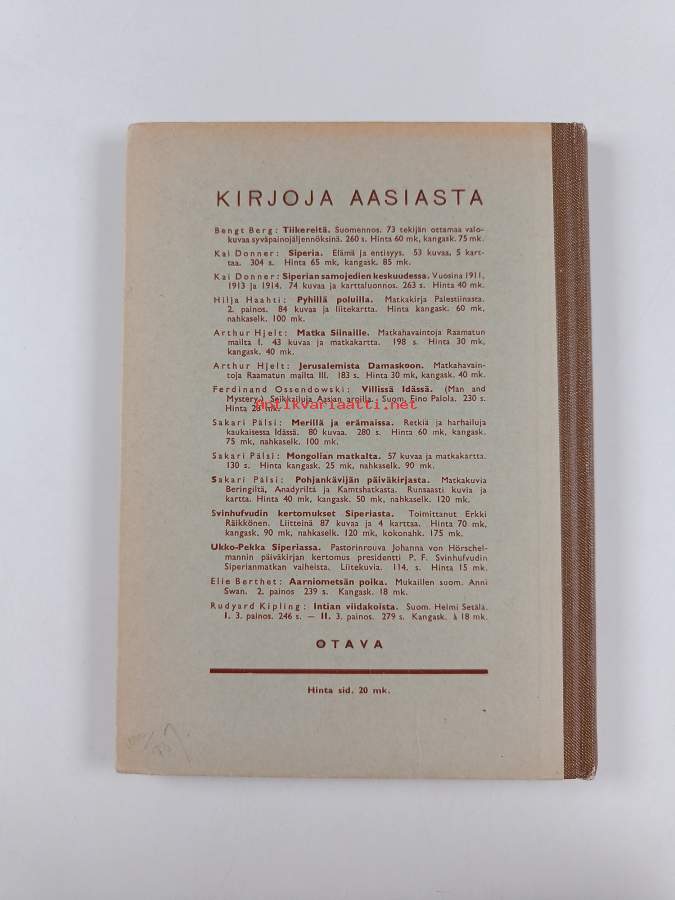 KIRJOJA AASIASTA
Bengt Berg: Tiikereitä. Suomennos. 73 tekijän ottamaa valo-
kuvaa syväpainojäljennöksinä. 260 s. Hinta 60 mk, kangask. 75 mk.
Kai Donner: Siperia. Elämä ja entisyys. 53 kuvaa, 5 kart-
taa. 304 s. Hinta 65 mk, kangask. 85 mk.
Kai Donner: Siperian samojedien keskuudessa. Vuosina 1911,
1913 ja 1914. 74 kuvaa ja karttaluonnos. 263 s. Hinta 40 mk.
Hilja Haahti: Pyhillä poluilla. Matkakirja Palestiinasta.
2. painos. 84 kuvaa ja liitekartta. Hinta kangask. 60 mk,
nahkaselk. 100 mk.
Arthur Hjelt: Matka Siinaille. Matkahavaintoja Raamatun
mailta I. 43 kuvaa ja matkakartta. 198 s. Hinta 30 mk,
kangask. 40 mk.
Arthur Hjelt: Jerusalemista Damaskoon. Matkahavain-
toja Raamatun mailta III. 183 s. Hinta 30 mk, kangask. 40 mk.
Ferdinand Ossendowski: Villissä Idässä. (Man and
Mystery.) Seikkailuja Aasian aroilla. Suom. Eino Palola. 230 s.
Hinta 20 mk.
antikvariaatti.net
Sakari Pälsi: Merillä ja erämaissa. Retkiä ja harhailuja
kaukaisessa Idässä. 80 kuvaa. 280 s. Hinta 60 mk, kangask.
75 mk, nahkaselk. 100 mk.
Sakari Pälsi: Mongolian matkalta. 57 kuvaa ja matkakartta.
130 s. Hinta kangask. 25 mk, nahkaselk. 90 mk.
Sakari Pälsi: Pohjankävijän päiväkirjasta. Matkakuvia
Beringiltä, Anadyriltä ja Kamtshatkasta. Runsaasti kuvia ja
kartta. Hinta 40 mk, kangask. 50 mk, nahkaselk. 120 mk.
Svinhufvudin kertomukset Siperiasta. Toimittanut Erkki
Räikkönen. Liitteinä 87 kuvaa ja 4 karttaa. Hinta 70 mk,
kangask. 90 mk, nahkaselk. 120 mk, kokonahk. 175 mk.
Ukko-Pekka Siperiassa. Pastorinrouva Johanna von Hörschel-
mannin päiväkirjan kertomus presidentti P. F. Svinhufvudin
Siperianmatkan vaiheista. Liitekuvia. 114, s. Hinta 15 mk.
Elie Berthet: Aarniometsän poika. Mukaillen suom. Anni
Swan. 2. painos 239 s. Kangask. 18 mk.
Rudyard Kipling: Intian viidakoista. Suom. Helmi Setälä.
I. 3. painos. 246 s. — II. 3. painos. 279 s. Kangask. à 18 mk.
OTAVA
Hinta sid. 20 mk.